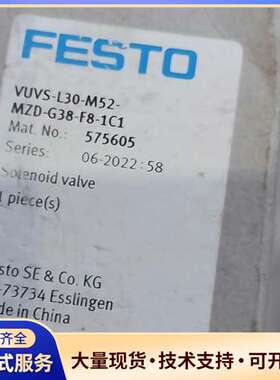 FESTO
VUVS-L30-M52-
MZD-G38-F8-1C1
Mat. No.: 575605
Series: 06-2022:58
Solenoid valve
piece(s)
sto SE & Co. KG
-73734 Esslingen
de in China
齐全
式服务
大量现货·技术支持·可开